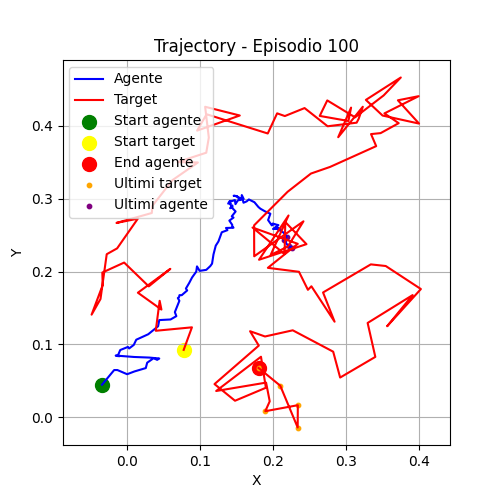 Trajectory - Episodio 100
Agente
Target
Start agente
Start target
End agente
Ultimi target
Ultimi agente
Y
0.4
0.3
0.2
0.1
0.0
0.0
0.1
0.2
0.3
0.4
X